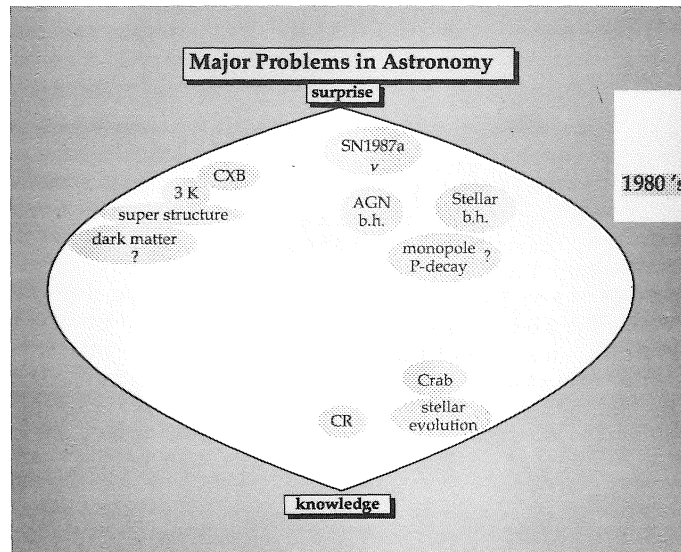 Major Problems in Astronomy
surprise
SN1987a
ν
CXB
3 K
super structure
dark matter
?
AGN
b.h.
Stellar
b.h.
monopole ?
P-decay
1980 's
Crab
stellar
evolution
CR
knowledge